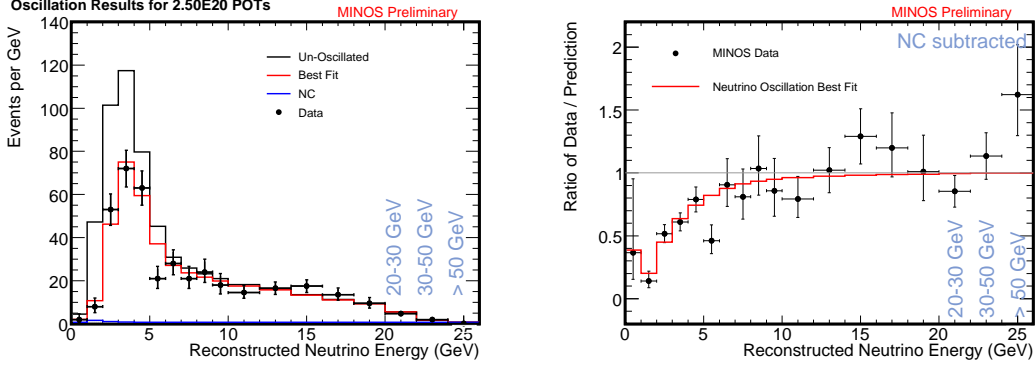 Oscillation Results for 2.50E20 POTs
MINOS Preliminary
Events per GeV
140
120
100
80
60
40
20
0
Un-Oscillated
Best Fit
NC
Data
20-30 GeV
30-50 GeV
> 50 GeV
0 5 10 15 20 25
Reconstructed Neutrino Energy (GeV)
MINOS Preliminary
NC subtracted
Ratio of Data / Prediction
2
1.5
1
0.5
0
MINOS Data
Neutrino Oscillation Best Fit
20-30 GeV
30-50 GeV
> 50 GeV
0 5 10 15 20 25
Reconstructed Neutrino Energy (GeV)